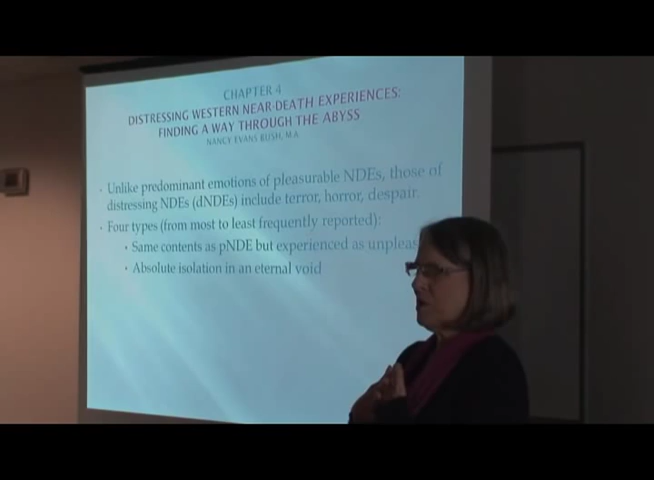 CHAPTER 4
DISTRESSING WESTERN NEAR-DEATH EXPERIENCES:
FINDING A WAY THROUGH THE ABYSS
NANCY EVANS BUSH, M.A.
• Unlike predominant emotions of pleasurable NDEs, those of
distressing NDEs (dNDEs) include terror, horror, despair.
• Four types (from most to least frequently reported):
• Same contents as pNDE but experienced as unpleas
• Absolute isolation in an eternal void